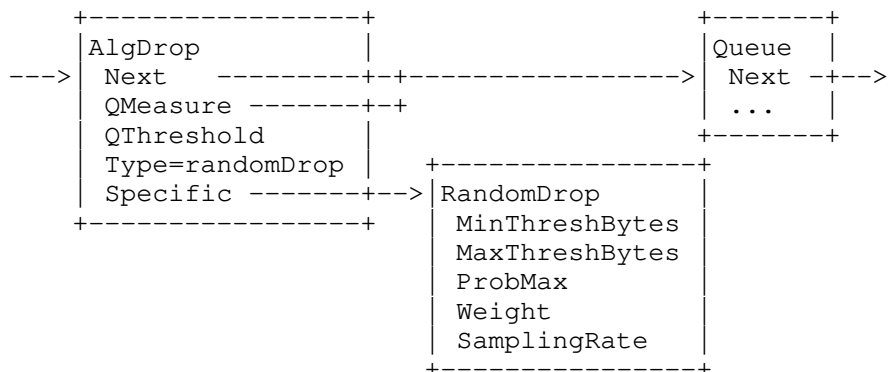 +-----------------+                      +-------+
|AlgDrop          |                      |Queue  |
--->| Next    ---------+-+------------------->| Next -+-->
| QMeasure -------+-+                    | ...   |
| QThreshold      |                      +-------+
| Type=randomDrop |    +----------------+
| Specific -------+-->|RandomDrop       |
+-----------------+    | MinThreshBytes |
| MaxThreshBytes |
| ProbMax        |
| Weight         |
| SamplingRate   |
+----------------+